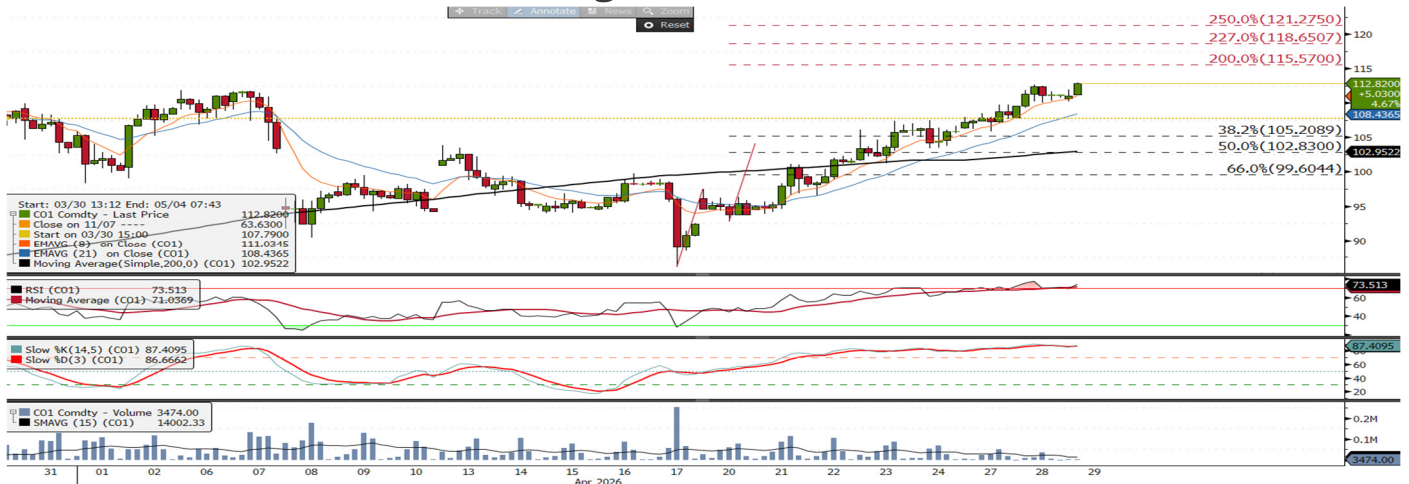 Track Annotate News Zoom
Reset
250.0%(121.2750)
227.0%(118.6507)
200.0%(115.5700)
38.2%(105.2089)
50.0%(102.8300)
66.0%(99.6044)
120
115
112.8200
+5.0300
4.67%
108.4365
105
102.9522
100
95
90
Start: 03/30 13:12 End: 05/04 07:43
CO1 Comdty - Last Price 112.8200
Close on 11/07 ---- 63.6300
Start on 03/30 15:00 107.7900
EMAVG (8) on Close (CO1) 111.0345
EMAVG (21) on Close (CO1) 108.4365
Moving Average(Simple,200,0) (CO1) 102.9522
RSI (CO1) 73.513
Moving Average (CO1) 71.0369
73.513
60
40
Slow %K(14,5) (CO1) 87.4095
Slow %D(3) (CO1) 86.6662
87.4095
60
40
20
CO1 Comdty - Volume 3474.00
SMAVG (15) (CO1) 14002.33
0.2M
0.1M
3474.00
31 01 02 06 07 08 09 10 13 14 15 16 17 20 21 22 23 24 27 28 29
Apr 2026